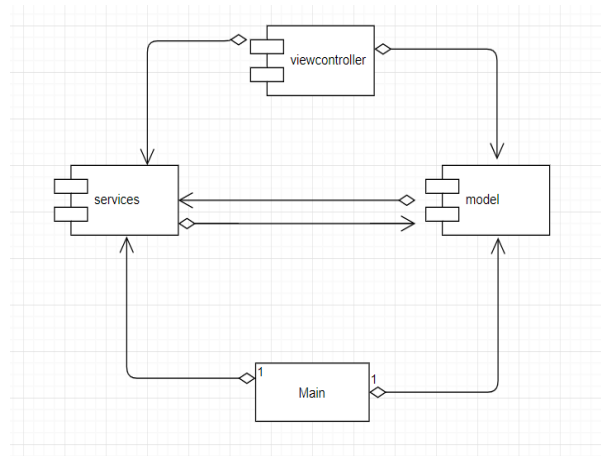 viewcontroller
services
model
1
1
Main